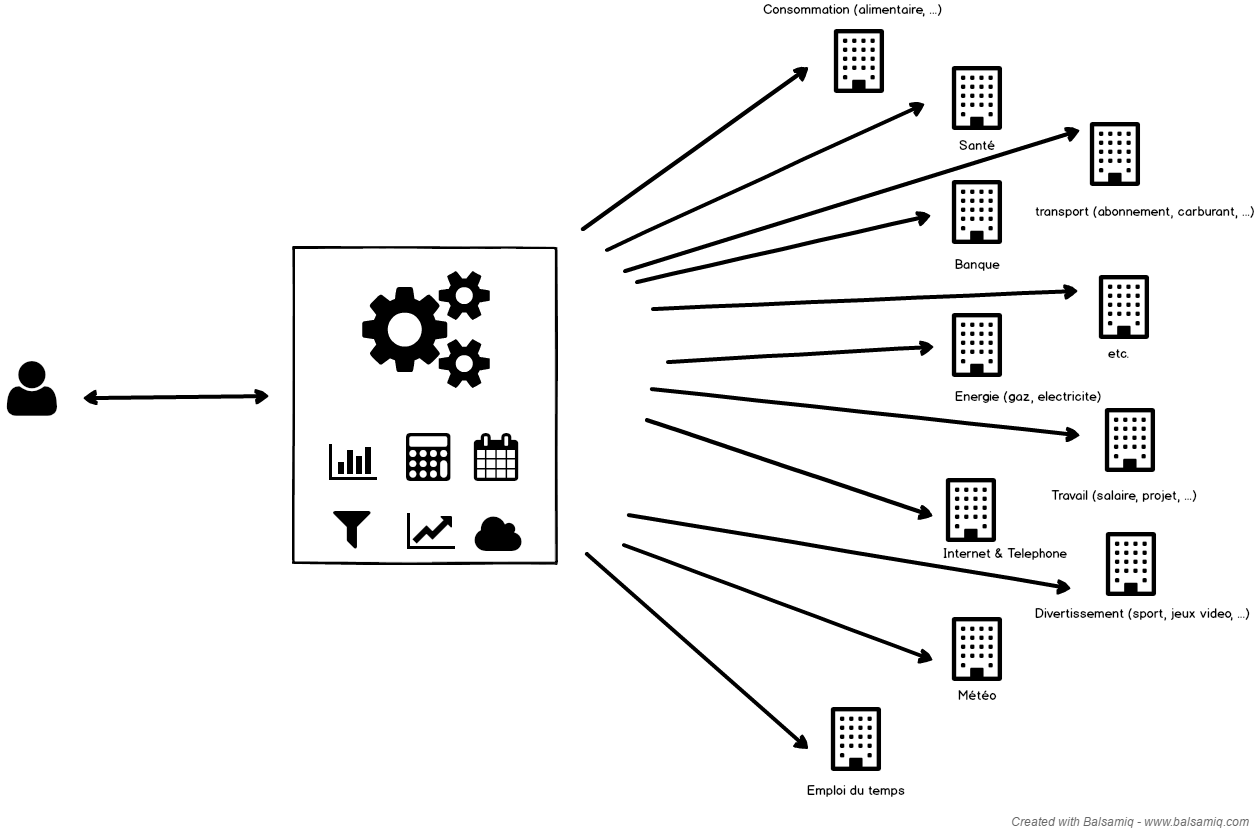 Consommation (alimentaire, ...)
Santé
transport (abonnement, carburant, ...)
Banque
etc.
Energie (gaz, electricite)
Travail (salaire, projet, ...)
Internet & Telephone
Divertissement (sport, jeux video, ...)
Météo
Emploi du temps
Created with Balsamiq - www.balsamiq.com